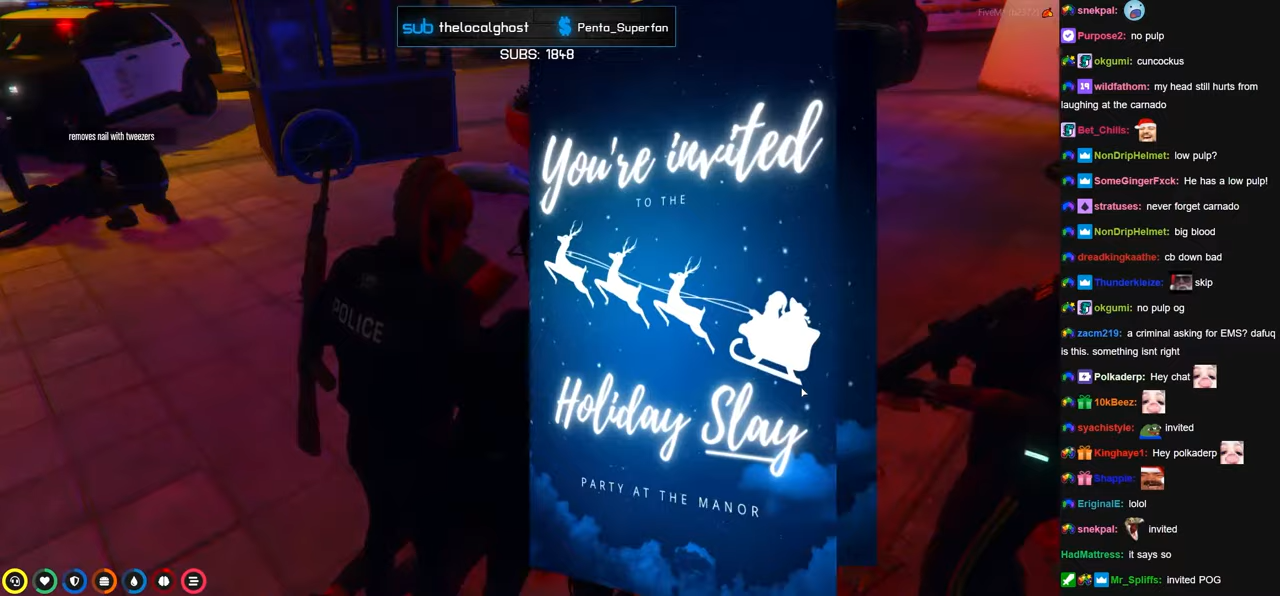 sub thelocalghost $ Penta_Superfan
SUBS: 1848
removes nail with tweezers
POLICE
You're invited
TO THE
Holiday Slay
PARTY AT THE MANOR
snekpal:
Purpose2: no pulp
okgumi: cuncockus
19 wildfathom: my head still hurts from
laughing at the carnado
Bet_Chills:
NonDripHelmet: low pulp?
SomeGingerFxck: He has a low pulp!
stratuses: never forget carnado
NonDripHelmet: big blood
dreadkingkaathe: cb down bad
Thunderkleize: skip
okgumi: no pulp og
zacm219: a criminal asking for EMS? dafuq
is this. something isnt right
Polkaderp: Hey chat
10kBeez:
syachistyle: invited
Kinghaye1: Hey polkaderp
Shappie:
EriginalE: lolol
snekpal: invited
HadMattress: it says so
Mr_Spliffs: invited POG